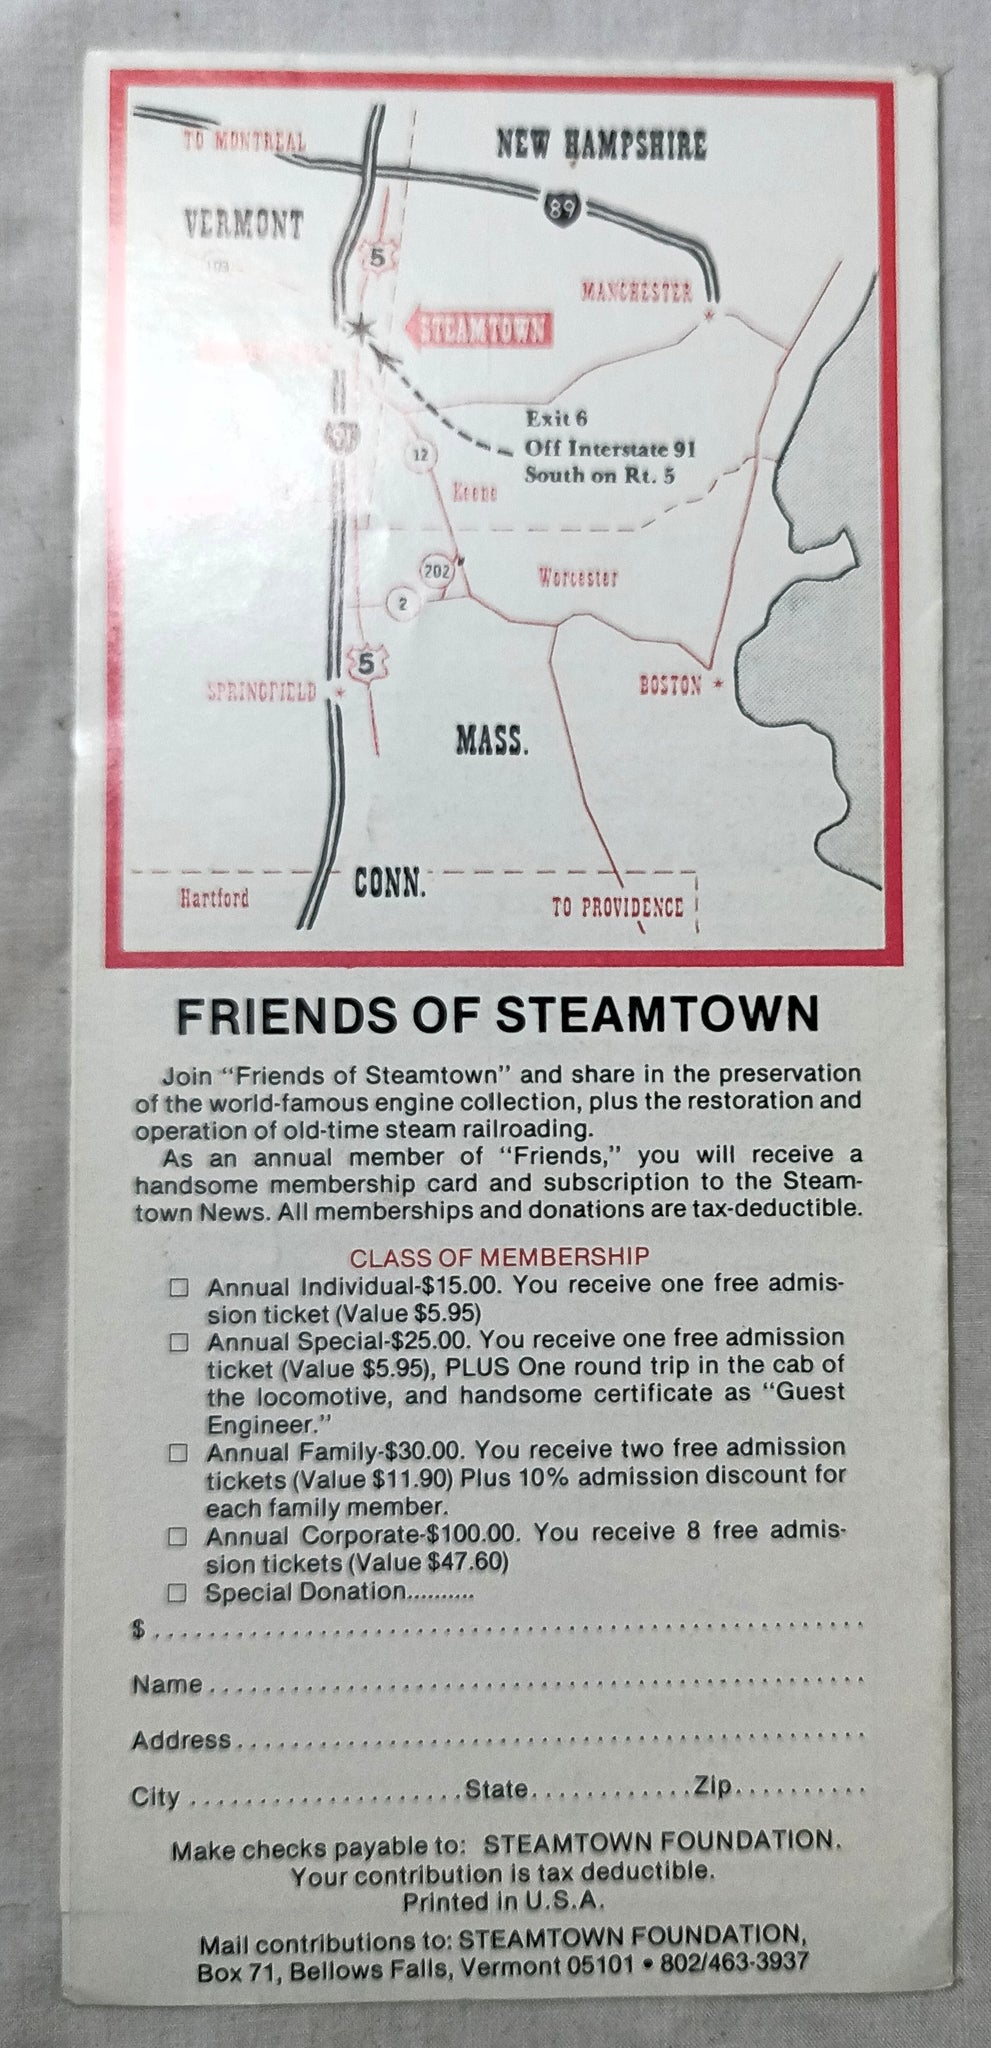 TO MONTREAL
NEW HAMPSHIRE
89
VERMONT
5
103
MANCHESTER
STEAMTOWN
Exit 6
Off Interstate 91
South on Rt. 5
12
Keene
202
Worcester
2
5
SPRINGFIELD
BOSTON
MASS.
CONN.
Hartford
TO PROVIDENCE
FRIENDS OF STEAMTOWN
Join "Friends of Steamtown" and share in the preservation
of the world-famous engine collection, plus the restoration and
operation of old-time steam railroading.
As an annual member of "Friends," you will receive a
handsome membership card and subscription to the Steam-
town News. All memberships and donations are tax-deductible.
CLASS OF MEMBERSHIP
☐ Annual Individual-$15.00. You receive one free admis-
sion ticket (Value $5.95)
☐ Annual Special-$25.00. You receive one free admission
ticket (Value $5.95), PLUS One round trip in the cab of
the locomotive, and handsome certificate as "Guest
Engineer."
☐ Annual Family-$30.00. You receive two free admission
tickets (Value $11.90) Plus 10% admission discount for
each family member.
☐ Annual Corporate-$100.00. You receive 8 free admis-
sion tickets (Value $47.60)
☐ Special Donation..........
$......................................................
Name..................................................
Address...............................................
City .....................State............Zip..........
Make checks payable to: STEAMTOWN FOUNDATION.
Your contribution is tax deductible.
Printed in U.S.A.
Mail contributions to: STEAMTOWN FOUNDATION,
Box 71, Bellows Falls, Vermont 05101 • 802/463-3937